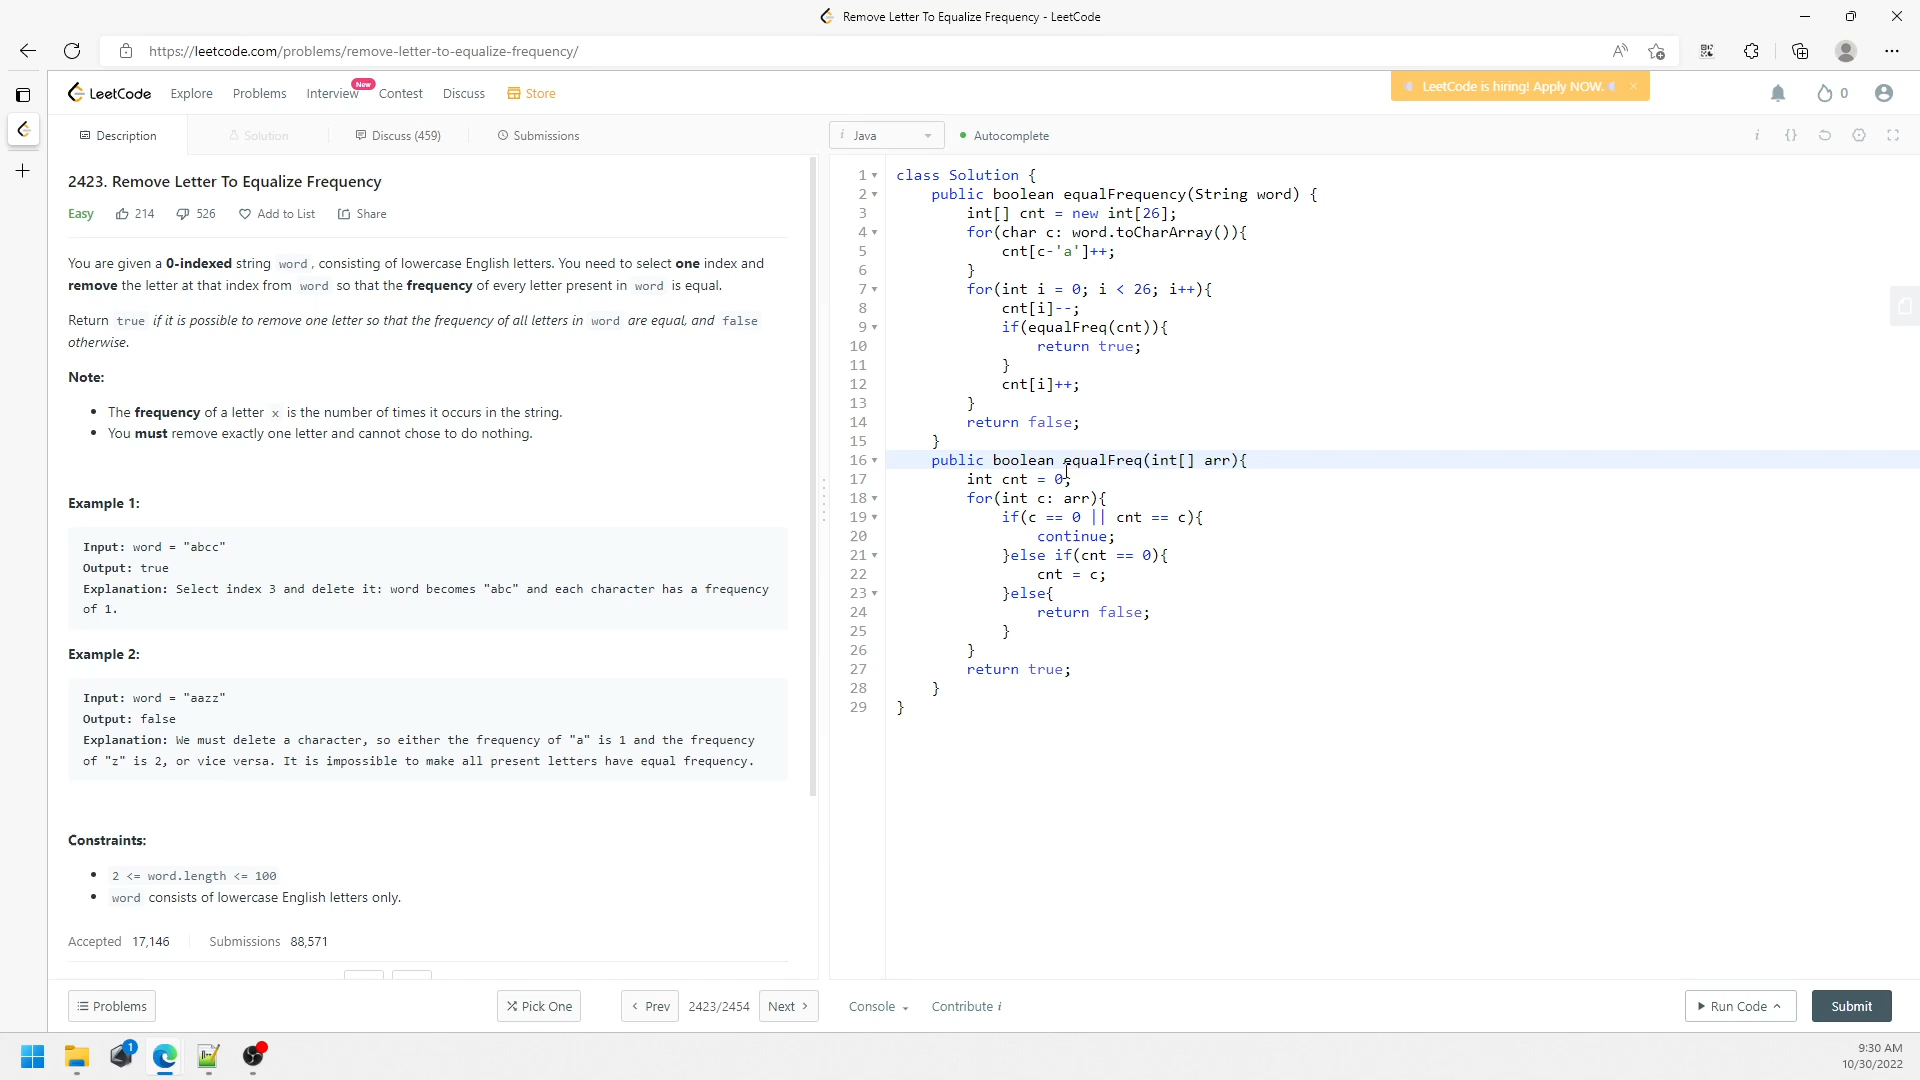 Remove Letter To Equalize Frequency - LeetCode
https://leetcode.com/problems/remove-letter-to-equalize-frequency/
LeetCode Explore Problems Interview New Contest Discuss Store
LeetCode is hiring! Apply NOW. ×
0
Description Solution Discuss (459) Submissions
i Java Autocomplete i {}
2423. Remove Letter To Equalize Frequency
Easy 214 526 Add to List Share
You are given a 0-indexed string word, consisting of lowercase English letters. You need to select one index and
remove the letter at that index from word so that the frequency of every letter present in word is equal.
Return true if it is possible to remove one letter so that the frequency of all letters in word are equal, and false
otherwise.
Note:
• The frequency of a letter x is the number of times it occurs in the string.
• You must remove exactly one letter and cannot chose to do nothing.
Example 1:
Input: word = "abcc"
Output: true
Explanation: Select index 3 and delete it: word becomes "abc" and each character has a frequency
of 1.
Example 2:
Input: word = "aazz"
Output: false
Explanation: We must delete a character, so either the frequency of "a" is 1 and the frequency
of "z" is 2, or vice versa. It is impossible to make all present letters have equal frequency.
Constraints:
• 2 <= word.length <= 100
• word consists of lowercase English letters only.
Accepted 17,146 Submissions 88,571
1 class Solution {
2 public boolean equalFrequency(String word) {
3 int[] cnt = new int[26];
4 for(char c: word.toCharArray()){
5 cnt[c-'a']++;
6 }
7 for(int i = 0; i < 26; i++){
8 cnt[i]--;
9 if(equalFreq(cnt)){
10 return true;
11 }
12 cnt[i]++;
13 }
14 return false;
15 }
16 public boolean equalFreq(int[] arr){
17 int cnt = 0;
18 for(int c: arr){
19 if(c == 0 || cnt == c){
20 continue;
21 }else if(cnt == 0){
22 cnt = c;
23 }else{
24 return false;
25 }
26 }
27 return true;
28 }
29 }
Problems Pick One < Prev 2423/2454 Next > Console Contribute i Run Code Submit
1
9:30 AM
10/30/2022